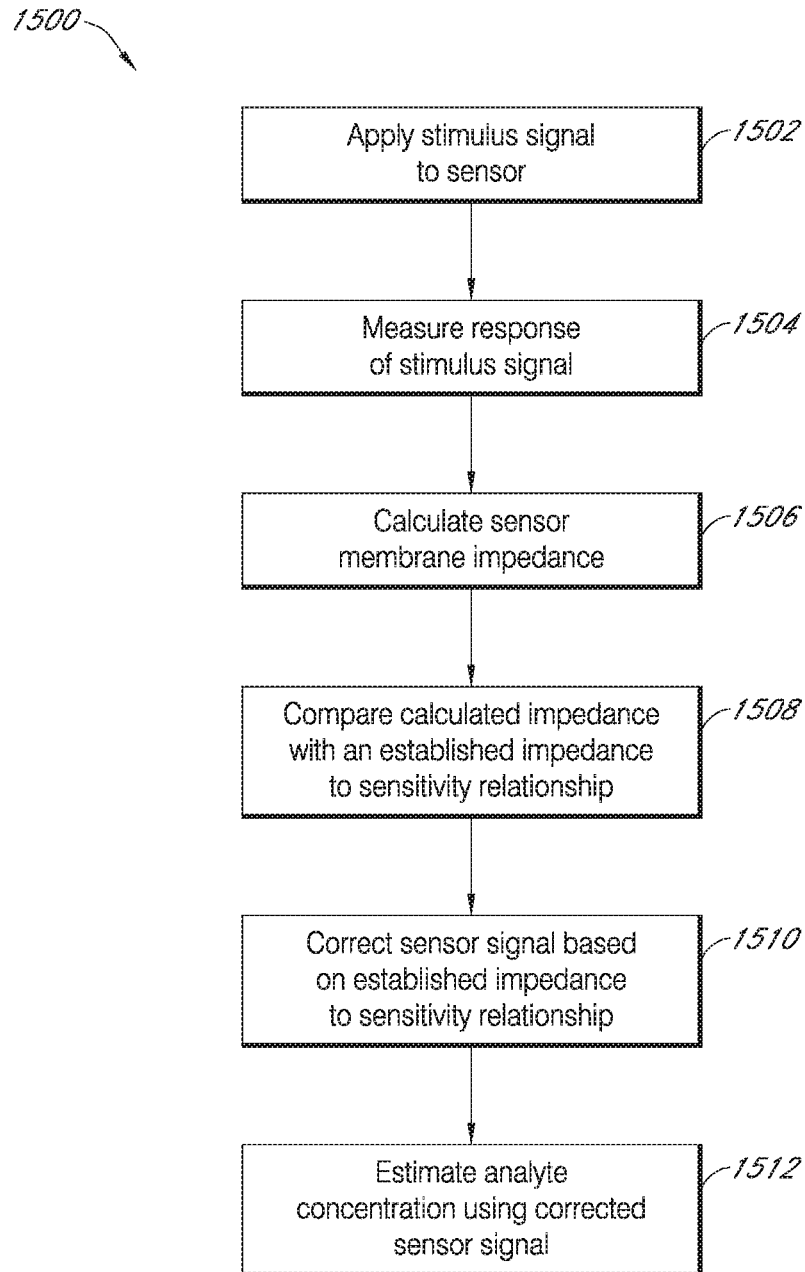 1500
Apply stimulus signal
to sensor
1502
Measure response
of stimulus signal
1504
Calculate sensor
membrane impedance
1506
Compare calculated impedance
with an established impedance
to sensitivity relationship
1508
Correct sensor signal based
on established impedance
to sensitivity relationship
1510
Estimate analyte
concentration using corrected
sensor signal
1512